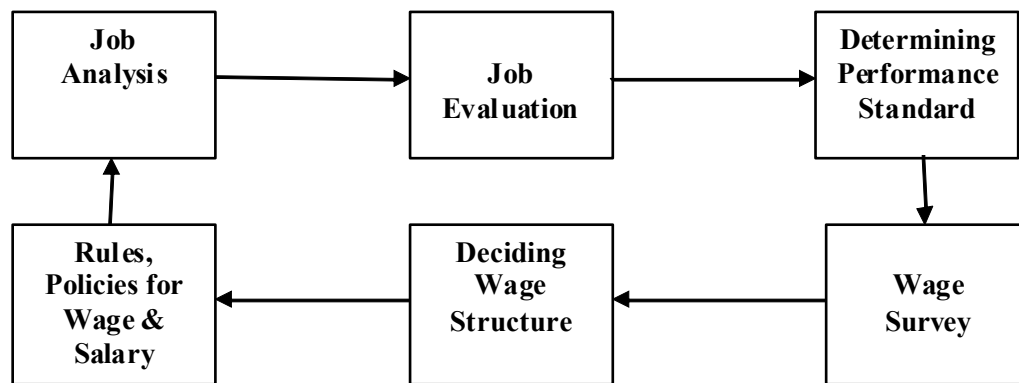 Job
Analysis
Job
Evaluation
Determining
Performance
Standard
Rules,
Policies for
Wage &
Salary
Deciding
Wage
Structure
Wage
Survey